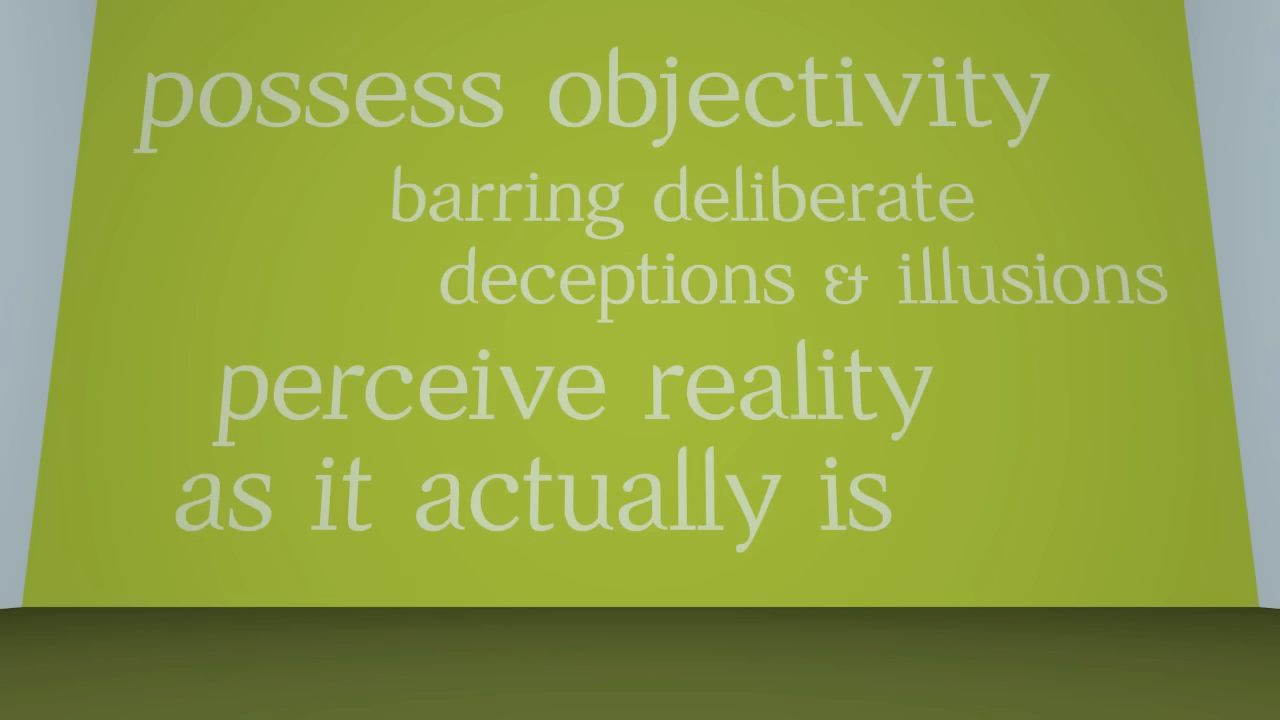 possess objectivity
barring deliberate
deceptions & illusions
perceive reality
as it actually is